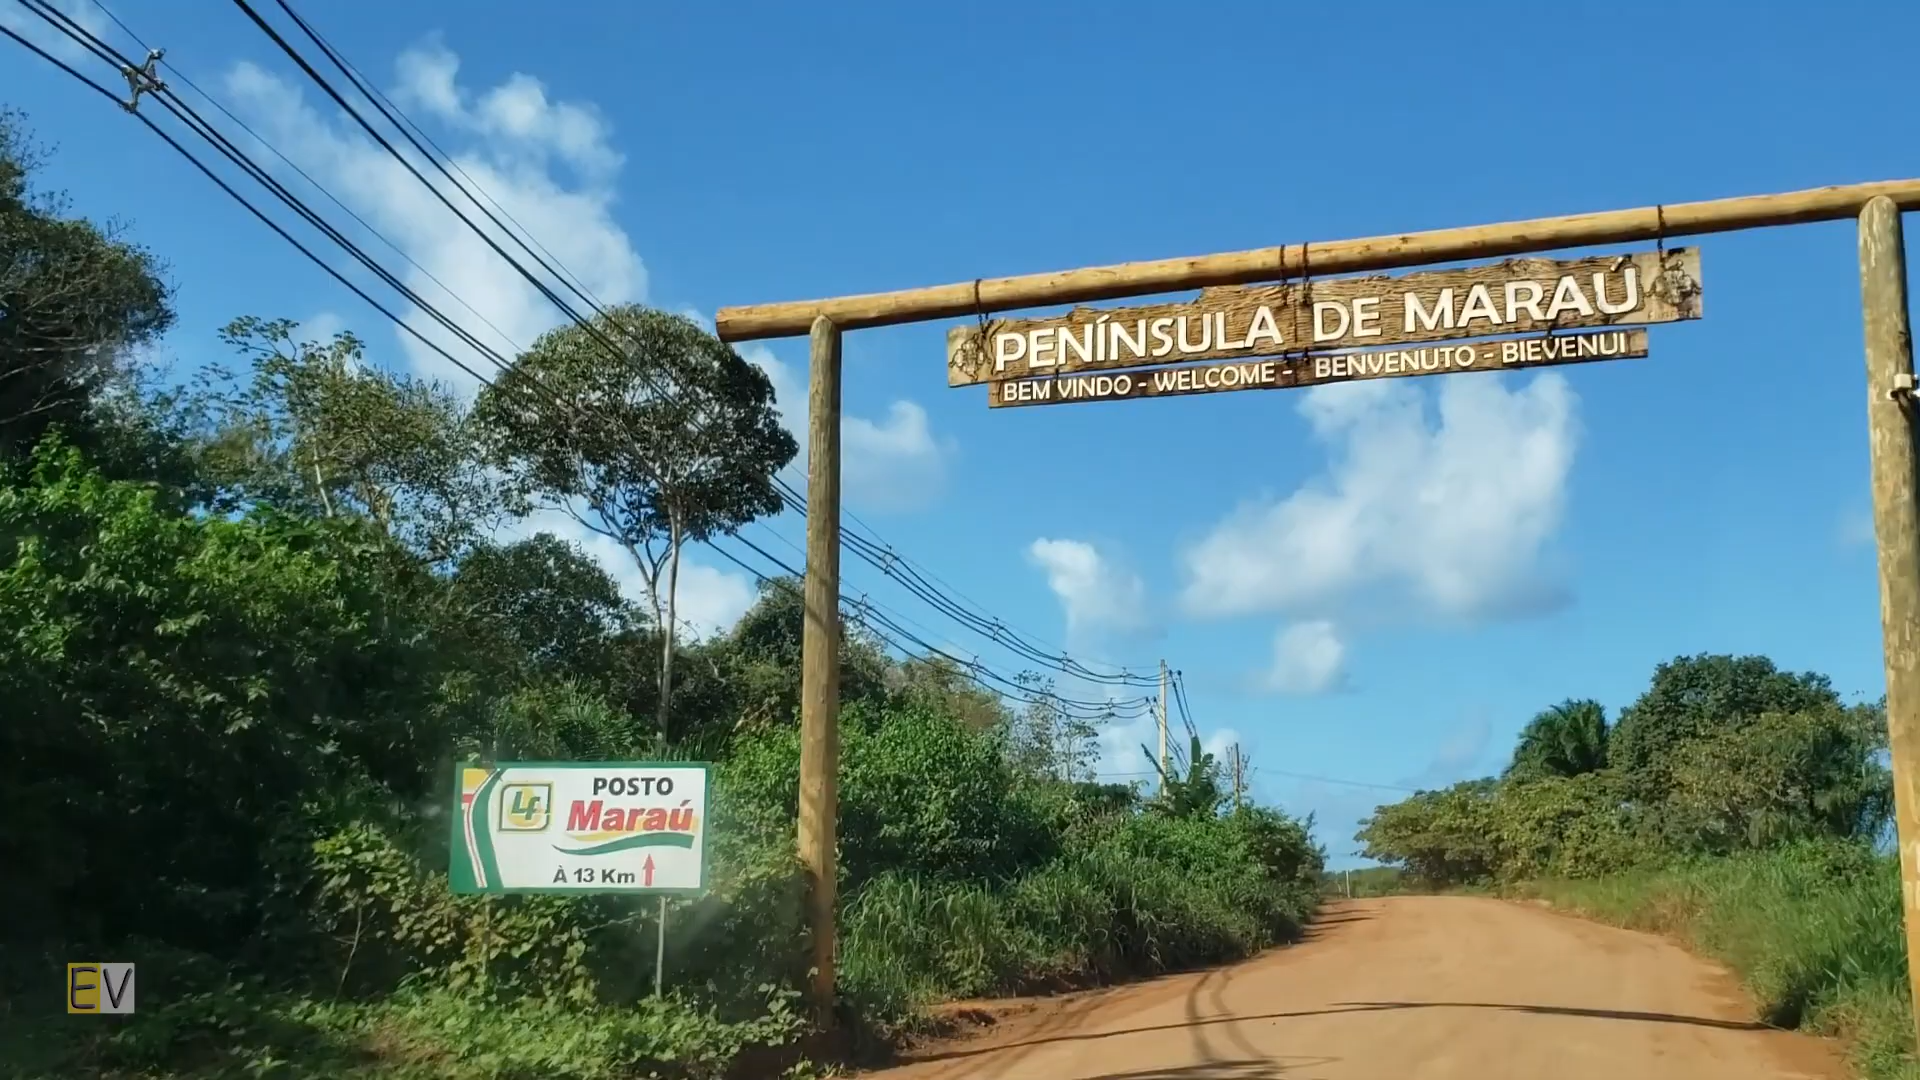 PENÍNSULA DE MARAÚ
BEM VINDO - WELCOME - BENVENUTO - BIEVENUI
LF
POSTO
Maraú
À 13 Km
EV